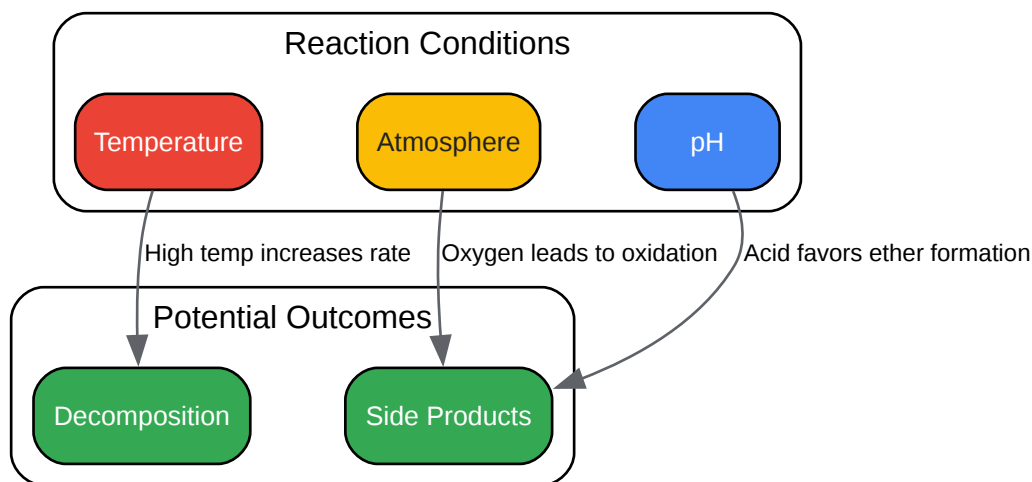 Reaction Conditions
Temperature
Atmosphere
pH
High temp increases rate
Oxygen leads to oxidation
Acid favors ether formation
Potential Outcomes
Decomposition
Side Products